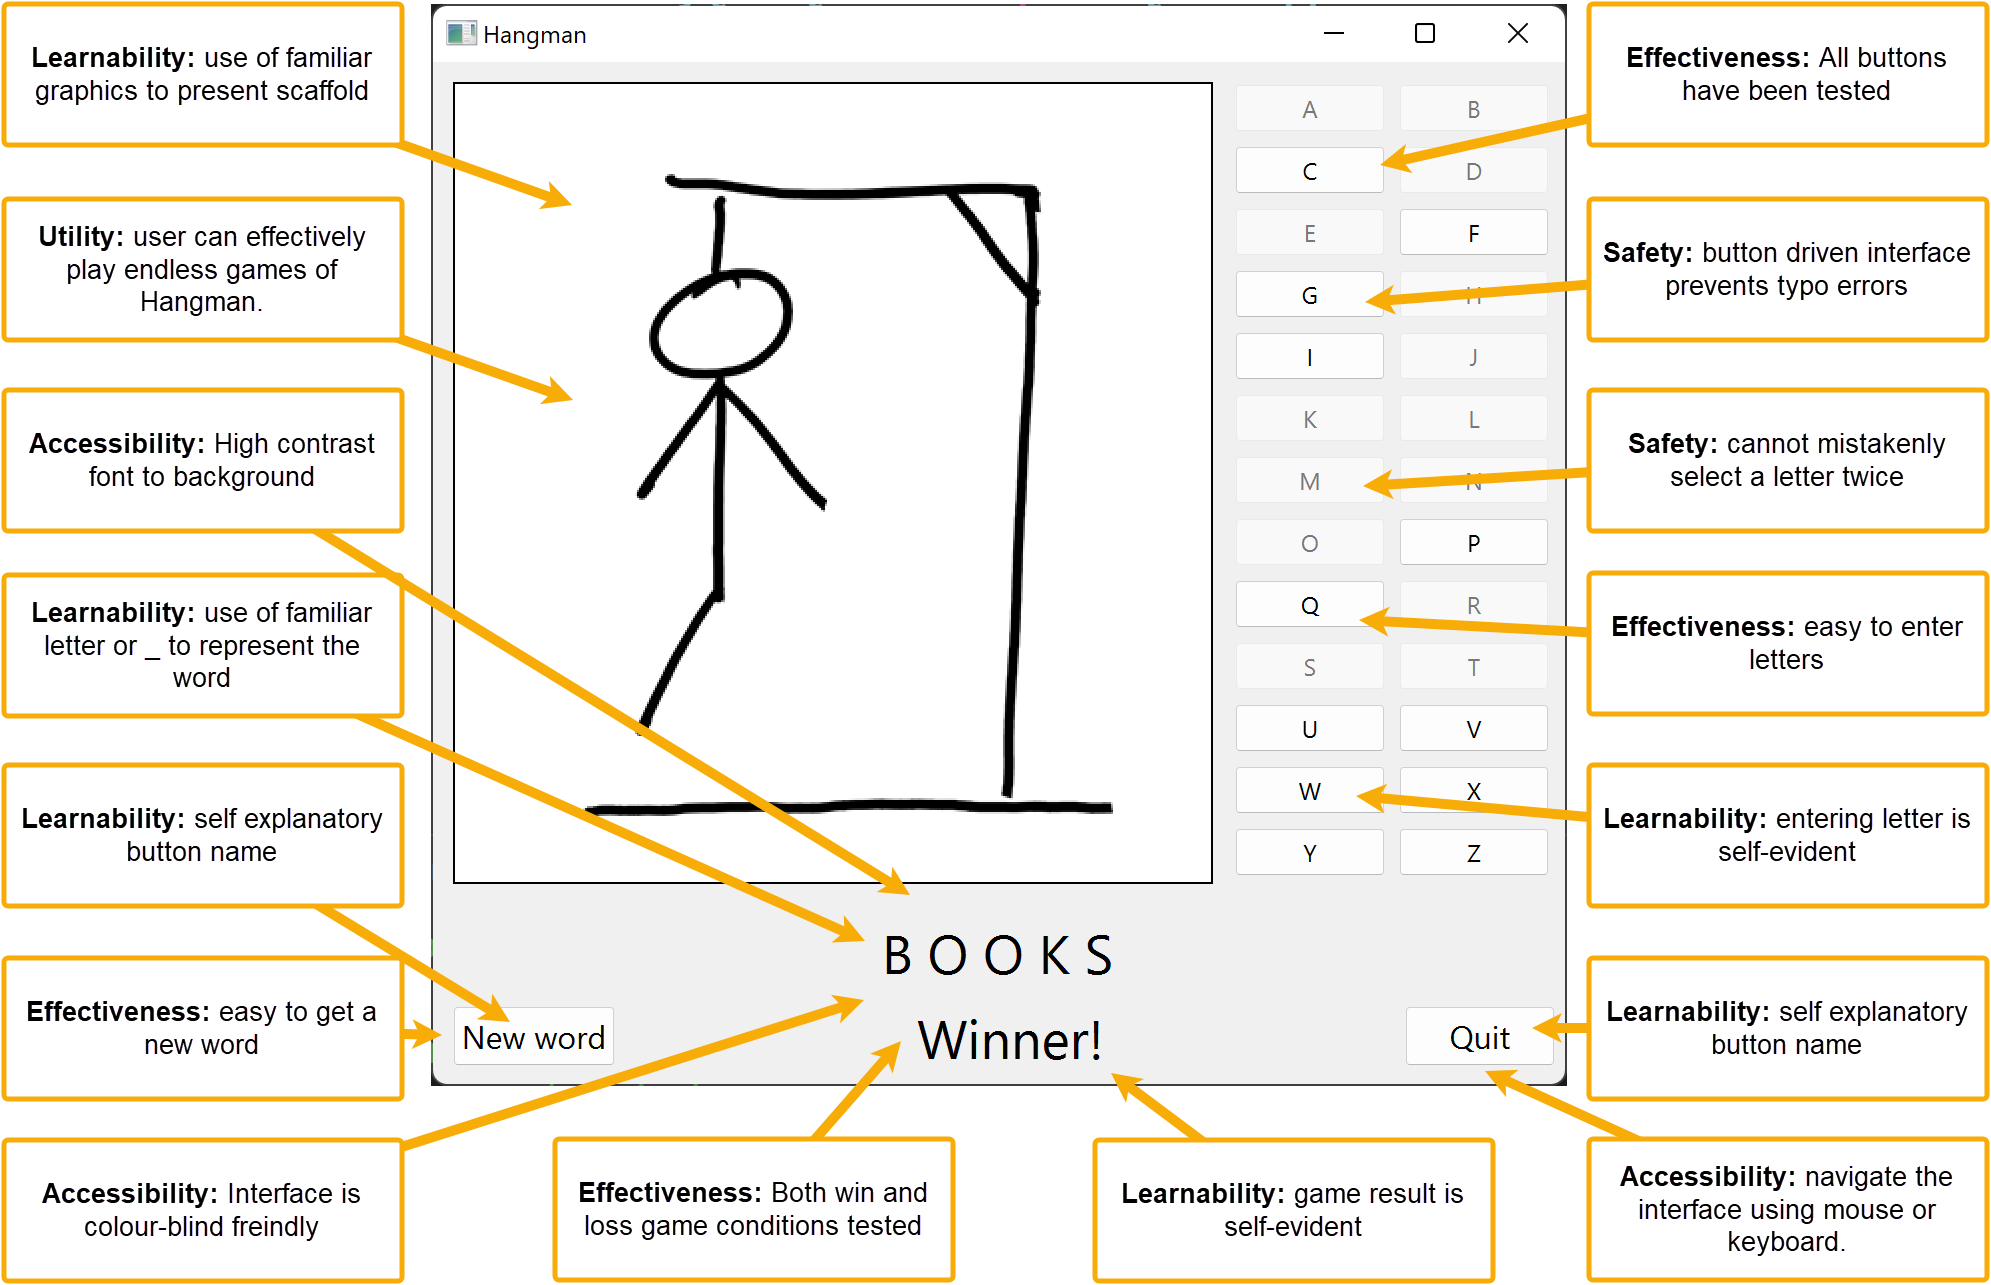 Hangman
Learnability: use of familiar
graphics to present scaffold
Utility: user can effectively
play endless games of
Hangman.
Accessibility: High contrast
font to background
Learnability: use of familiar
letter or _ to represent the
word
Learnability: self explanatory
button name
Effectiveness: easy to get a
new word
Accessibility: Interface is
colour-blind freindly
A B
C D
E F
G H
I J
K L
M N
O P
Q R
S T
U V
W X
Y Z
B O O K S
Winner!
New word
Quit
Effectiveness: All buttons
have been tested
Safety: button driven interface
prevents typo errors
Safety: cannot mistakenly
select a letter twice
Effectiveness: easy to enter
letters
Learnability: entering letter is
self-evident
Learnability: self explanatory
button name
Effectiveness: Both win and
loss game conditions tested
Learnability: game result is
self-evident
Accessibility: navigate the
interface using mouse or
keyboard.